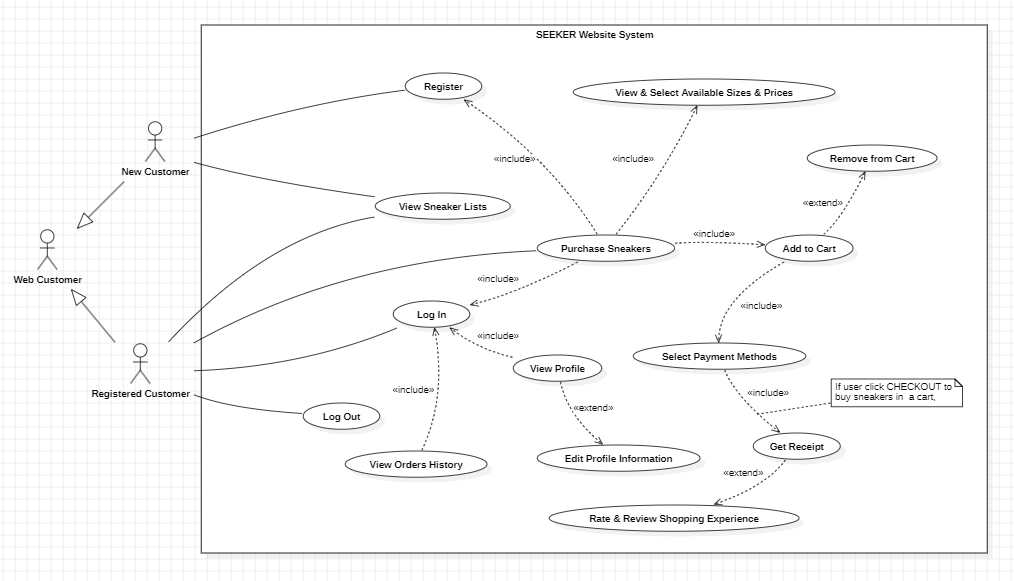 SEEKER Website System
Register
View & Select Available Sizes & Prices
New Customer
«include»
«include»
Remove from Cart
View Sneaker Lists
«extend»
Web Customer
«include»
Purchase Sneakers
Add to Cart
«include»
Log In
«include»
«include»
Select Payment Methods
View Profile
Registered Customer
«include»
«include»
If user click CHECKOUT to
buy sneakers in a cart,
«extend»
Log Out
Get Receipt
View Orders History
Edit Profile Information
«extend»
Rate & Review Shopping Experience